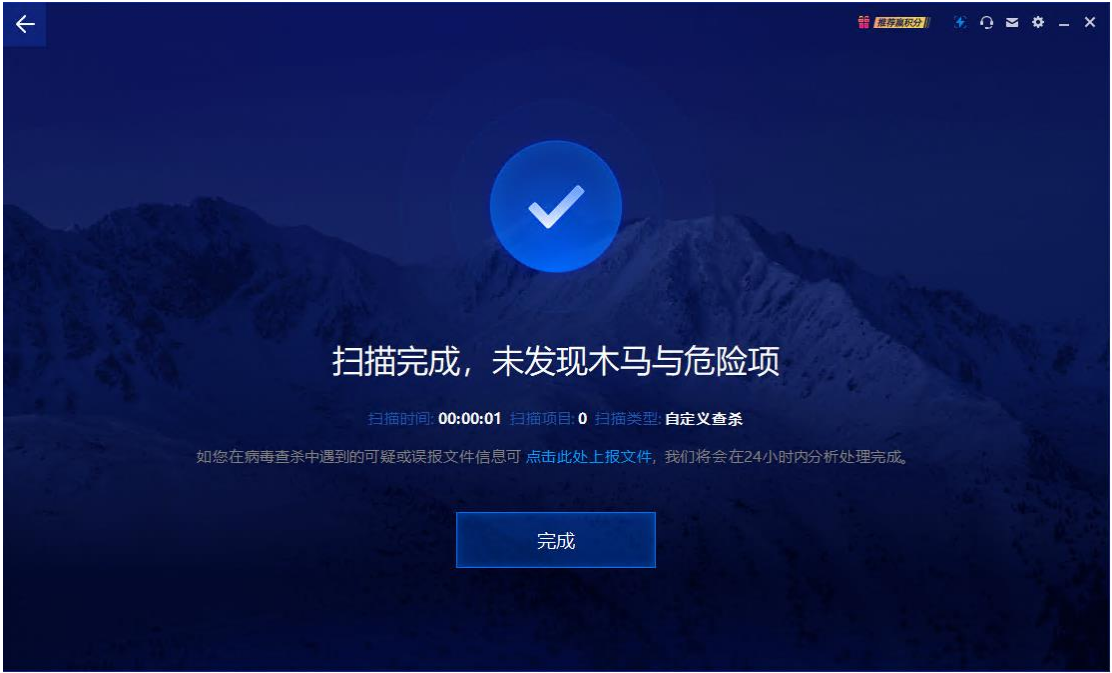 推荐赢积分
扫描完成，未发现木马与危险项
扫描时间: 00:00:01 扫描项目: 0 扫描类型: 自定义查杀
如您在病毒查杀中遇到的可疑或误报文件信息可 点击此处上报文件，我们将会在24小时内分析处理完成。
完成